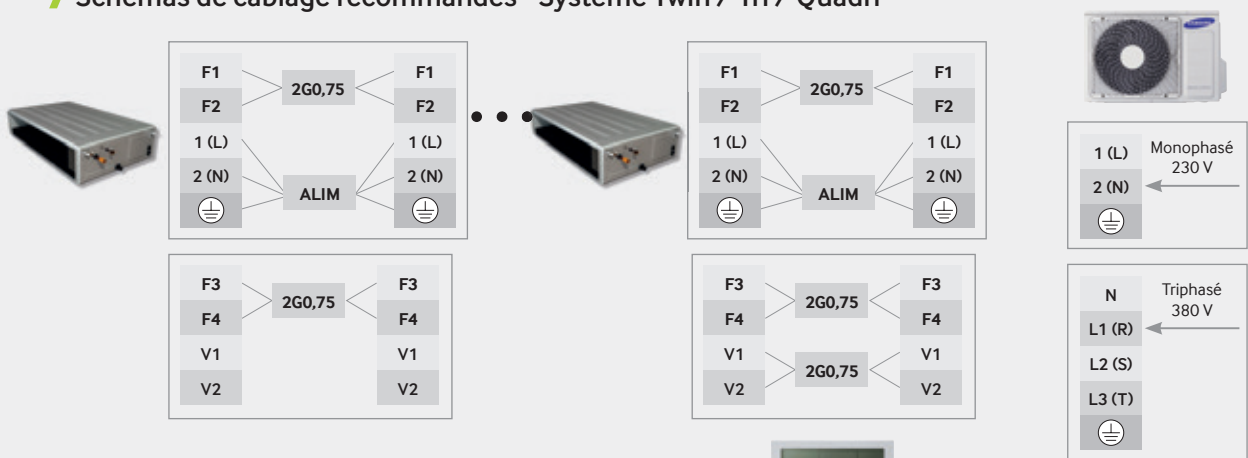 Schémas de câblage recommandés - Système Twin / Tri / Quadri
F1 F1
2G0,75
F2 F2
1 (L) 1 (L)
2 (N) 2 (N)
ALIM
F3 F3
2G0,75
F4 F4
V1 V1
V2 V2
F1 F1
2G0,75
F2 F2
1 (L) 1 (L)
2 (N) 2 (N)
ALIM
F3 F3
2G0,75
F4 F4
V1 V1
2G0,75
V2 V2
SAMSUNG
1 (L)
Monophasé
230 V
2 (N)
N
Triphasé
380 V
L1 (R)
L2 (S)
L3 (T)